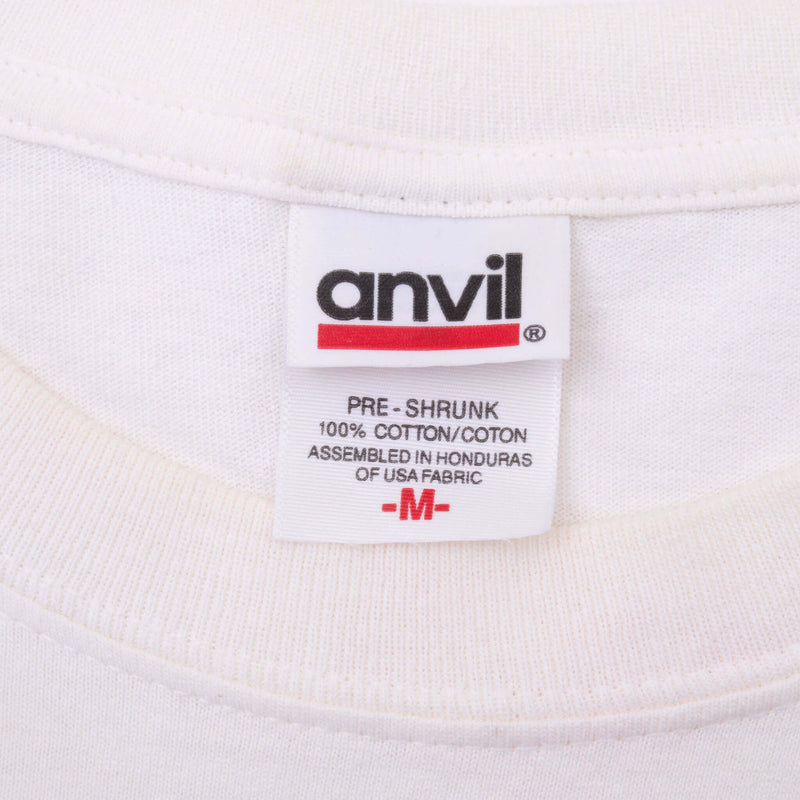 anvil®
PRE-SHRUNK
100% COTTON/COTON
ASSEMBLED IN HONDURAS
OF USA FABRIC
-M-